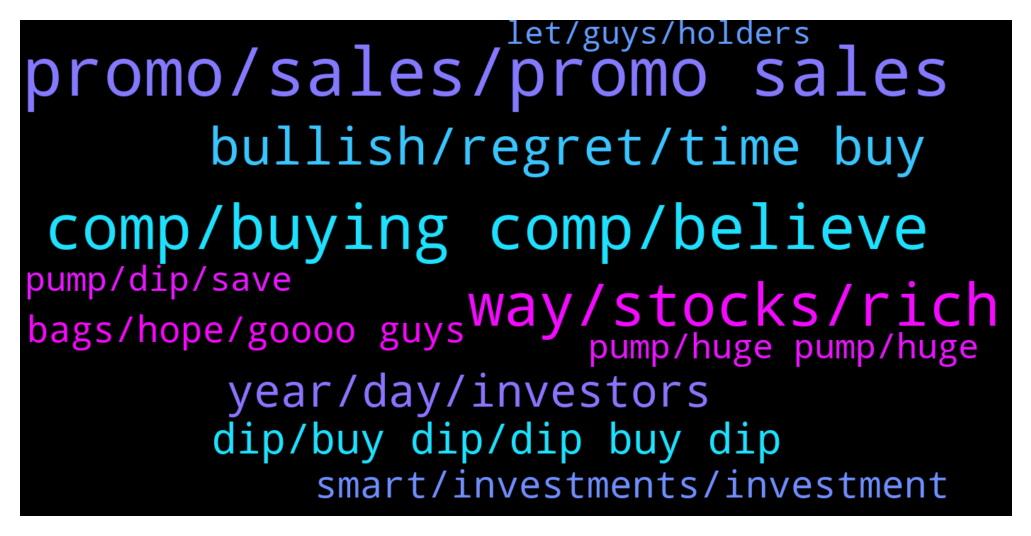 let/guys/holders
promo/sales/promo sales
bullish/regret/time buy
comp/buying comp/believe
pump/dip/save
way/stocks/rich
bags/hope/goooo guys
pump/huge pump/huge
year/day/investors
dip/buy dip/dip buy dip
smart/investments/investment